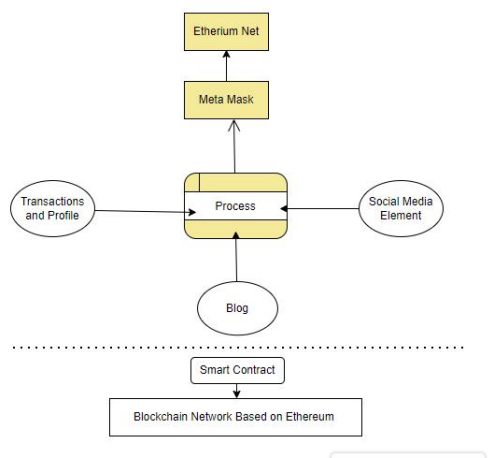 Etherium Net
Meta Mask
Transactions
and Profile
Process
Social Media
Element
Blog
Smart Contract
Blockchain Network Based on Ethereum